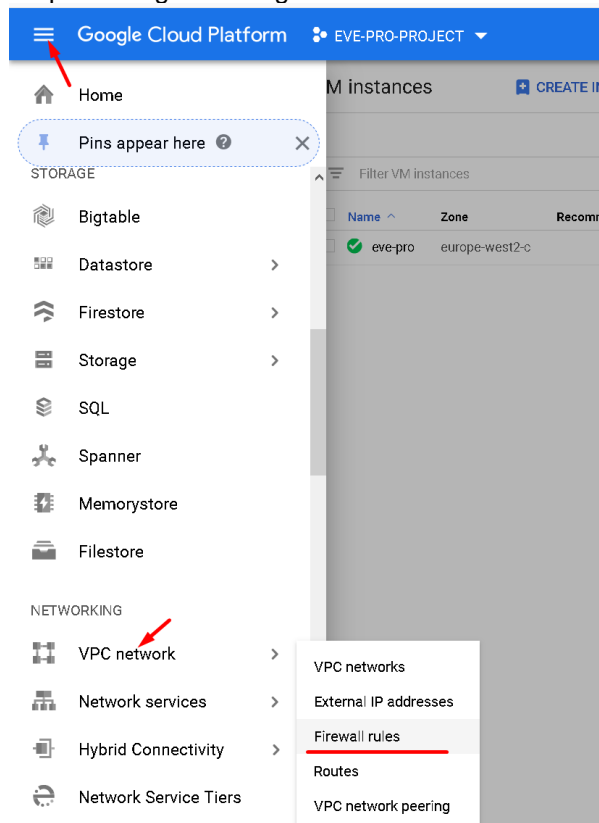 Google Cloud Platform EVE-PRO-PROJECT
Home
M instances CREATE IN
Pins appear here
STORAGE
Filter VM instances
Bigtable
Name Zone Recomm
eve-pro europe-west2-c
Datastore
Firestore
Storage
SQL
Spanner
Memorystore
Filestore
NETWORKING
VPC network
VPC networks
Network services
External IP addresses
Firewall rules
Hybrid Connectivity
Routes
Network Service Tiers
VPC network peering